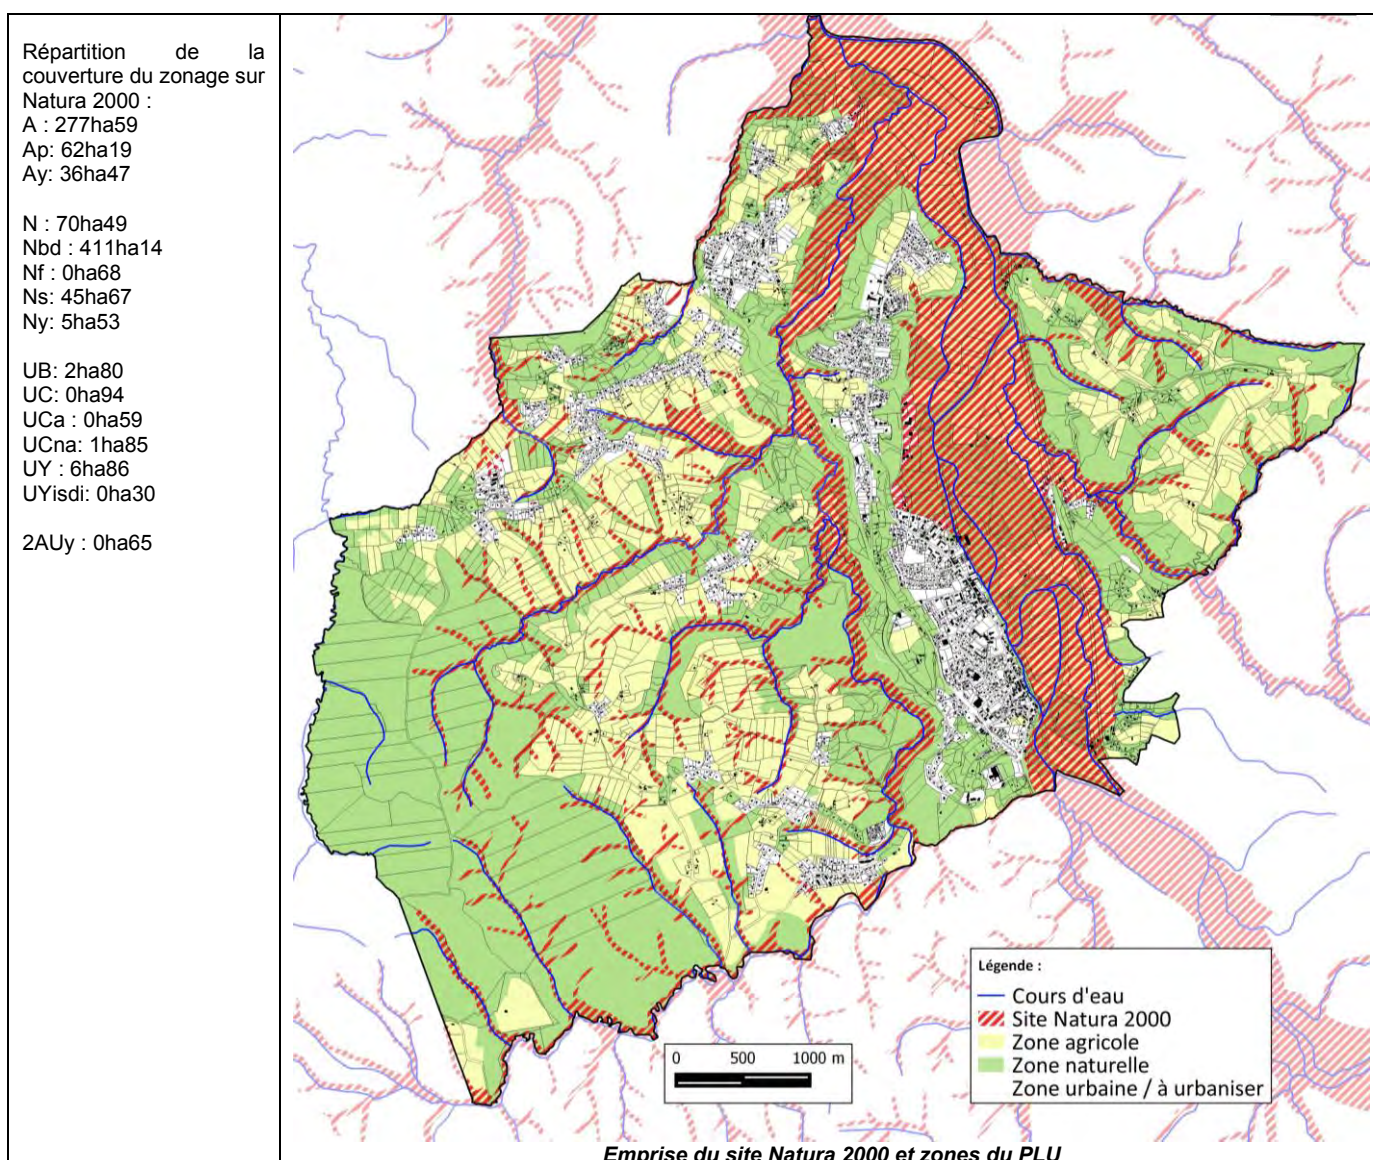 Répartition de la
couverture du zonage sur
Natura 2000 :
A : 277ha59
Ap: 62ha19
Ay: 36ha47
N : 70ha49
Nbd : 411ha14
Nf : 0ha68
Ns: 45ha67
Ny: 5ha53
UB: 2ha80
UC: 0ha94
UCa : 0ha59
UCna: 1ha85
UY : 6ha86
UYisdi: 0ha30
2AUy : 0ha65
Légende :
Cours d'eau
Site Natura 2000
Zone agricole
Zone naturelle
Zone urbaine / à urbaniser
0 500 1000 m
Emprise du site Natura 2000 et zones du PLU